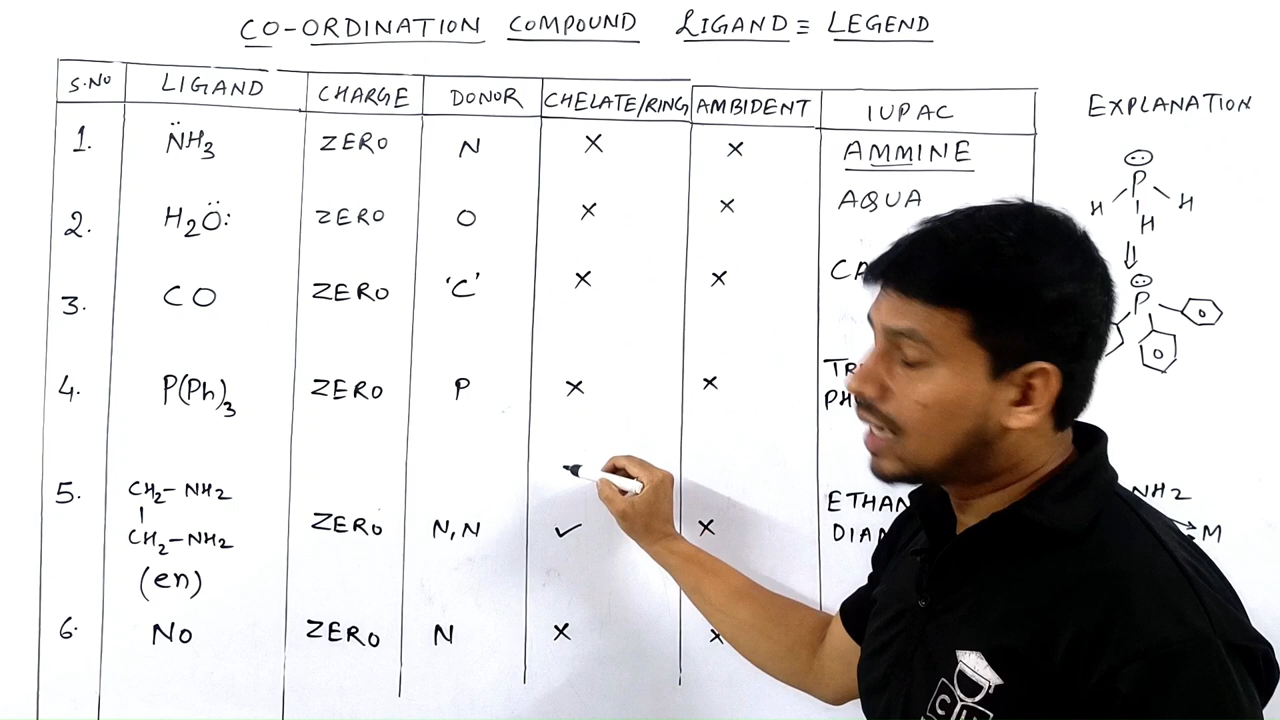 CO-ORDINATION COMPOUND LIGAND ≡ LEGEND
S.NO LIGAND CHARGE DONOR CHELATE/RING AMBIDENT IUPAC EXPLANATION
1. N̈H3 ZERO N × × AMMINE
2. H2Ö: ZERO O × × AQUA
3. CO ZERO 'C' × ×
4. P(Ph)3 ZERO P × ×
5. CH2-NH2
CH2-NH2
(en) ZERO N,N ✓ ×
6. NO ZERO N × ×
P
H H
H
⇓
P
NH2
M